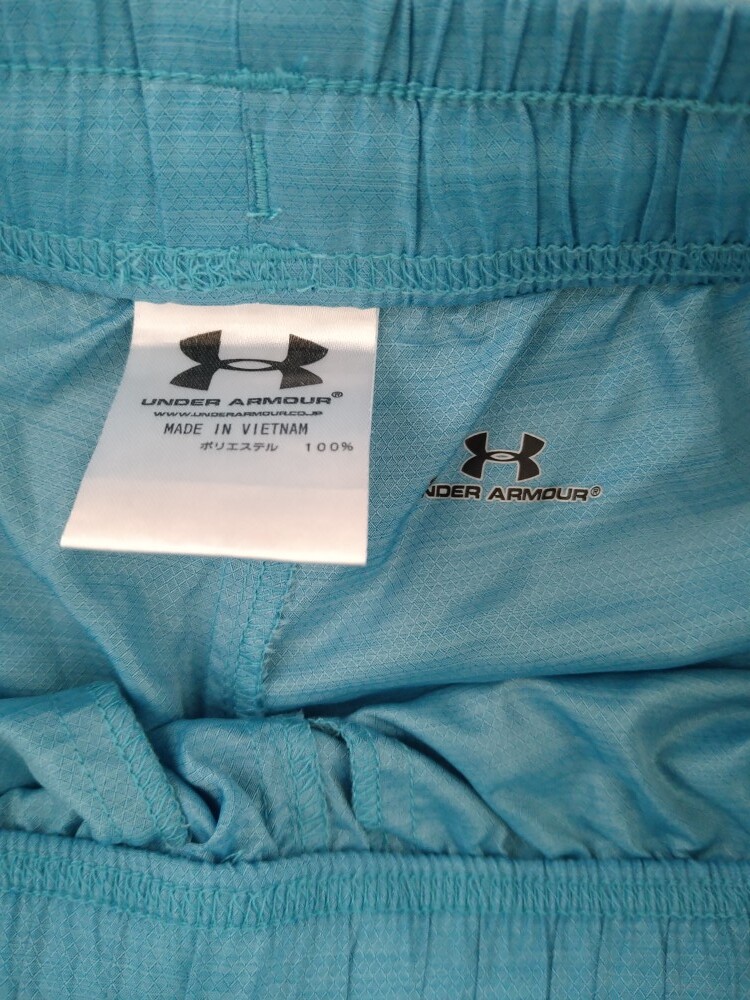 UNDER ARMOUR®
WWW.UNDERARMOUR.CO.JP
MADE IN VIETNAM
ポリエステル 100%
UNDER ARMOUR®